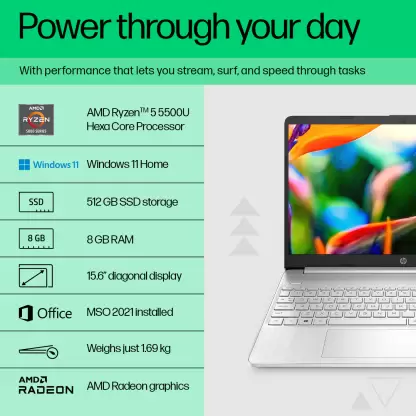 Power through your day
With performance that lets you stream, surf, and speed through tasks
AMD
RYZEN
5000 SERIES
AMD Ryzen™ 5 5500U
Hexa Core Processor
Windows 11
Windows 11 Home
SSD
512 GB SSD storage
8 GB
8 GB RAM
15.6" diagonal display
Office
MSO 2021 installed
Weighs just 1.69 kg
AMD
RADEON
AMD Radeon graphics
hp